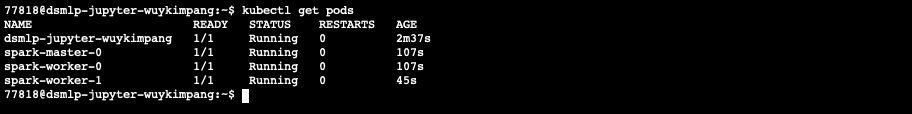 77818@dsmlp-jupyter-wuykimpang:~$ kubectl get pods
NAME READY STATUS RESTARTS AGE
dsmlp-jupyter-wuykimpang 1/1 Running 0 2m37s
spark-master-0 1/1 Running 0 107s
spark-worker-0 1/1 Running 0 107s
spark-worker-1 1/1 Running 0 45s
77818@dsmlp-jupyter-wuykimpang:~$